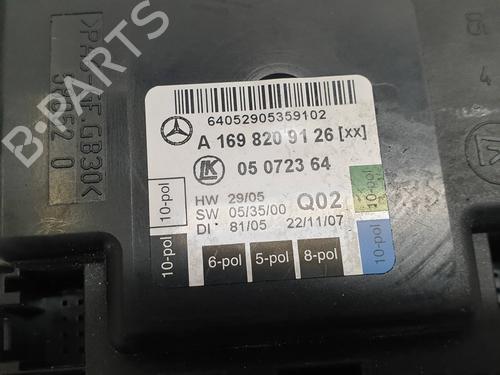 >PA6-GF GB30<
64052905359102
A 169 820 91 26 [xx]
LK
05 0723 64
HW 29/05
SW 05/35/00
DI 81/05 22/11/07
Q02
10-pol
10-pol
10-pol
10-pol
6-pol
5-pol
8-pol
B-PARTS
4